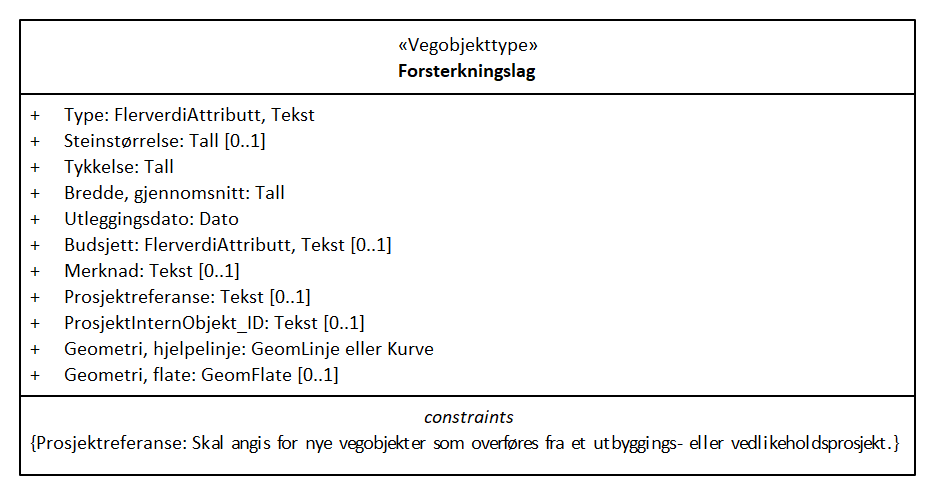 «Vegobjekttype»
Forsterkningslag
+ Type: FlerverdiAttributt, Tekst
+ Steinstørrelse: Tall [0..1]
+ Tykkelse: Tall
+ Bredde, gjennomsnitt: Tall
+ Utleggingsdato: Dato
+ Budsjett: FlerverdiAttributt, Tekst [0..1]
+ Merknad: Tekst [0..1]
+ Prosjektreferanse: Tekst [0..1]
+ ProsjektInternObjekt_ID: Tekst [0..1]
+ Geometri, hjelpelinje: GeomLinje eller Kurve
+ Geometri, flate: GeomFlate [0..1]
constraints
{Prosjektreferanse: Skal angis for nye vegobjekter som overføres fra et utbyggings- eller vedlikeholdsprosjekt.}